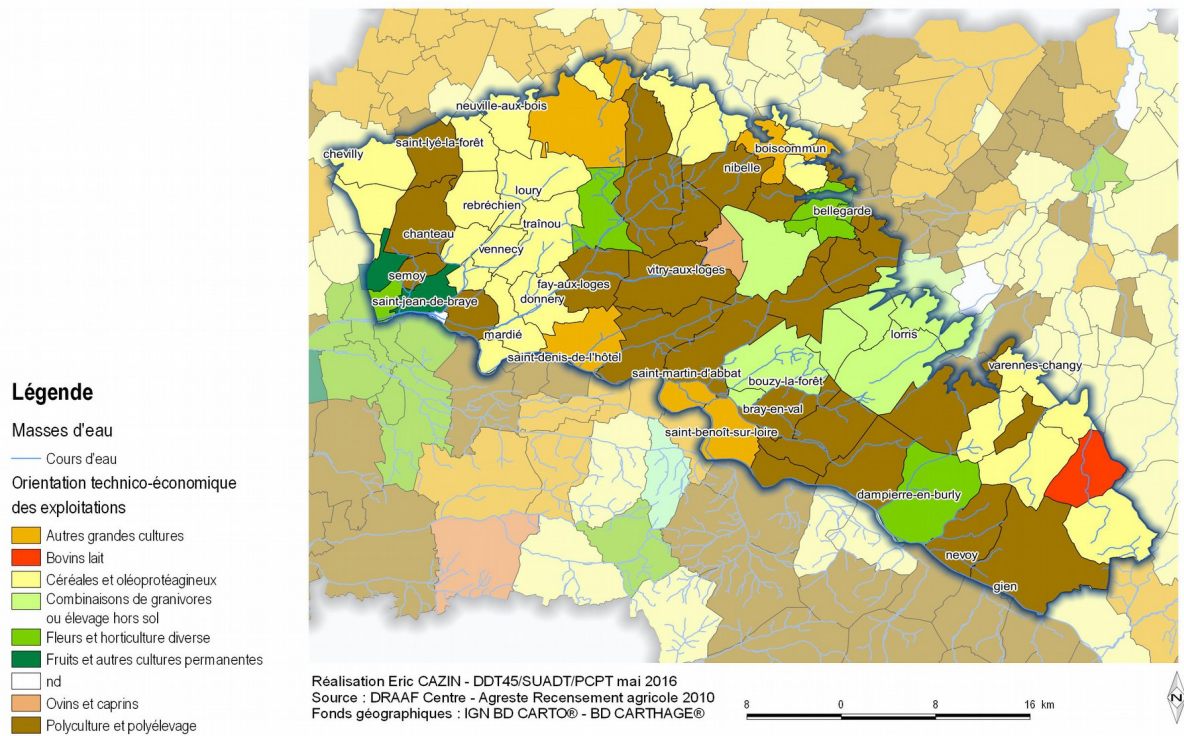 neuville-aux-bois
saint-lyé-la-forêt
chevilly
boiscommun
nibelle
loury
rebréchien
bellegarde
traînou
chanteau
vennecy
vitry-aux-loges
semoy
fay-aux-loges
saint-jean-de-braye
donnery
mardié
lorris
saint-denis-de-l'hôtel
varennes-changy
saint-martin-d'abbat
bouzy-la-forêt
bray-en-val
saint-benoît-sur-loire
dampierre-en-burly
nevoy
gien
Légende
Masses d'eau
Cours d'eau
Orientation technico-économique
des exploitations
Autres grandes cultures
Bovins lait
Céréales et oléoprotéagineux
Combinaisons de granivores
ou élevage hors sol
Fleurs et horticulture diverse
Fruits et autres cultures permanentes
nd
Ovins et caprins
Polyculture et polyélevage
Réalisation Eric CAZIN - DDT45/SUADT/PCPT mai 2016
Source : DRAAF Centre - Agreste Recensement agricole 2010
Fonds géographiques : IGN BD CARTO® - BD CARTHAGE®
8 0 8 16 km
N